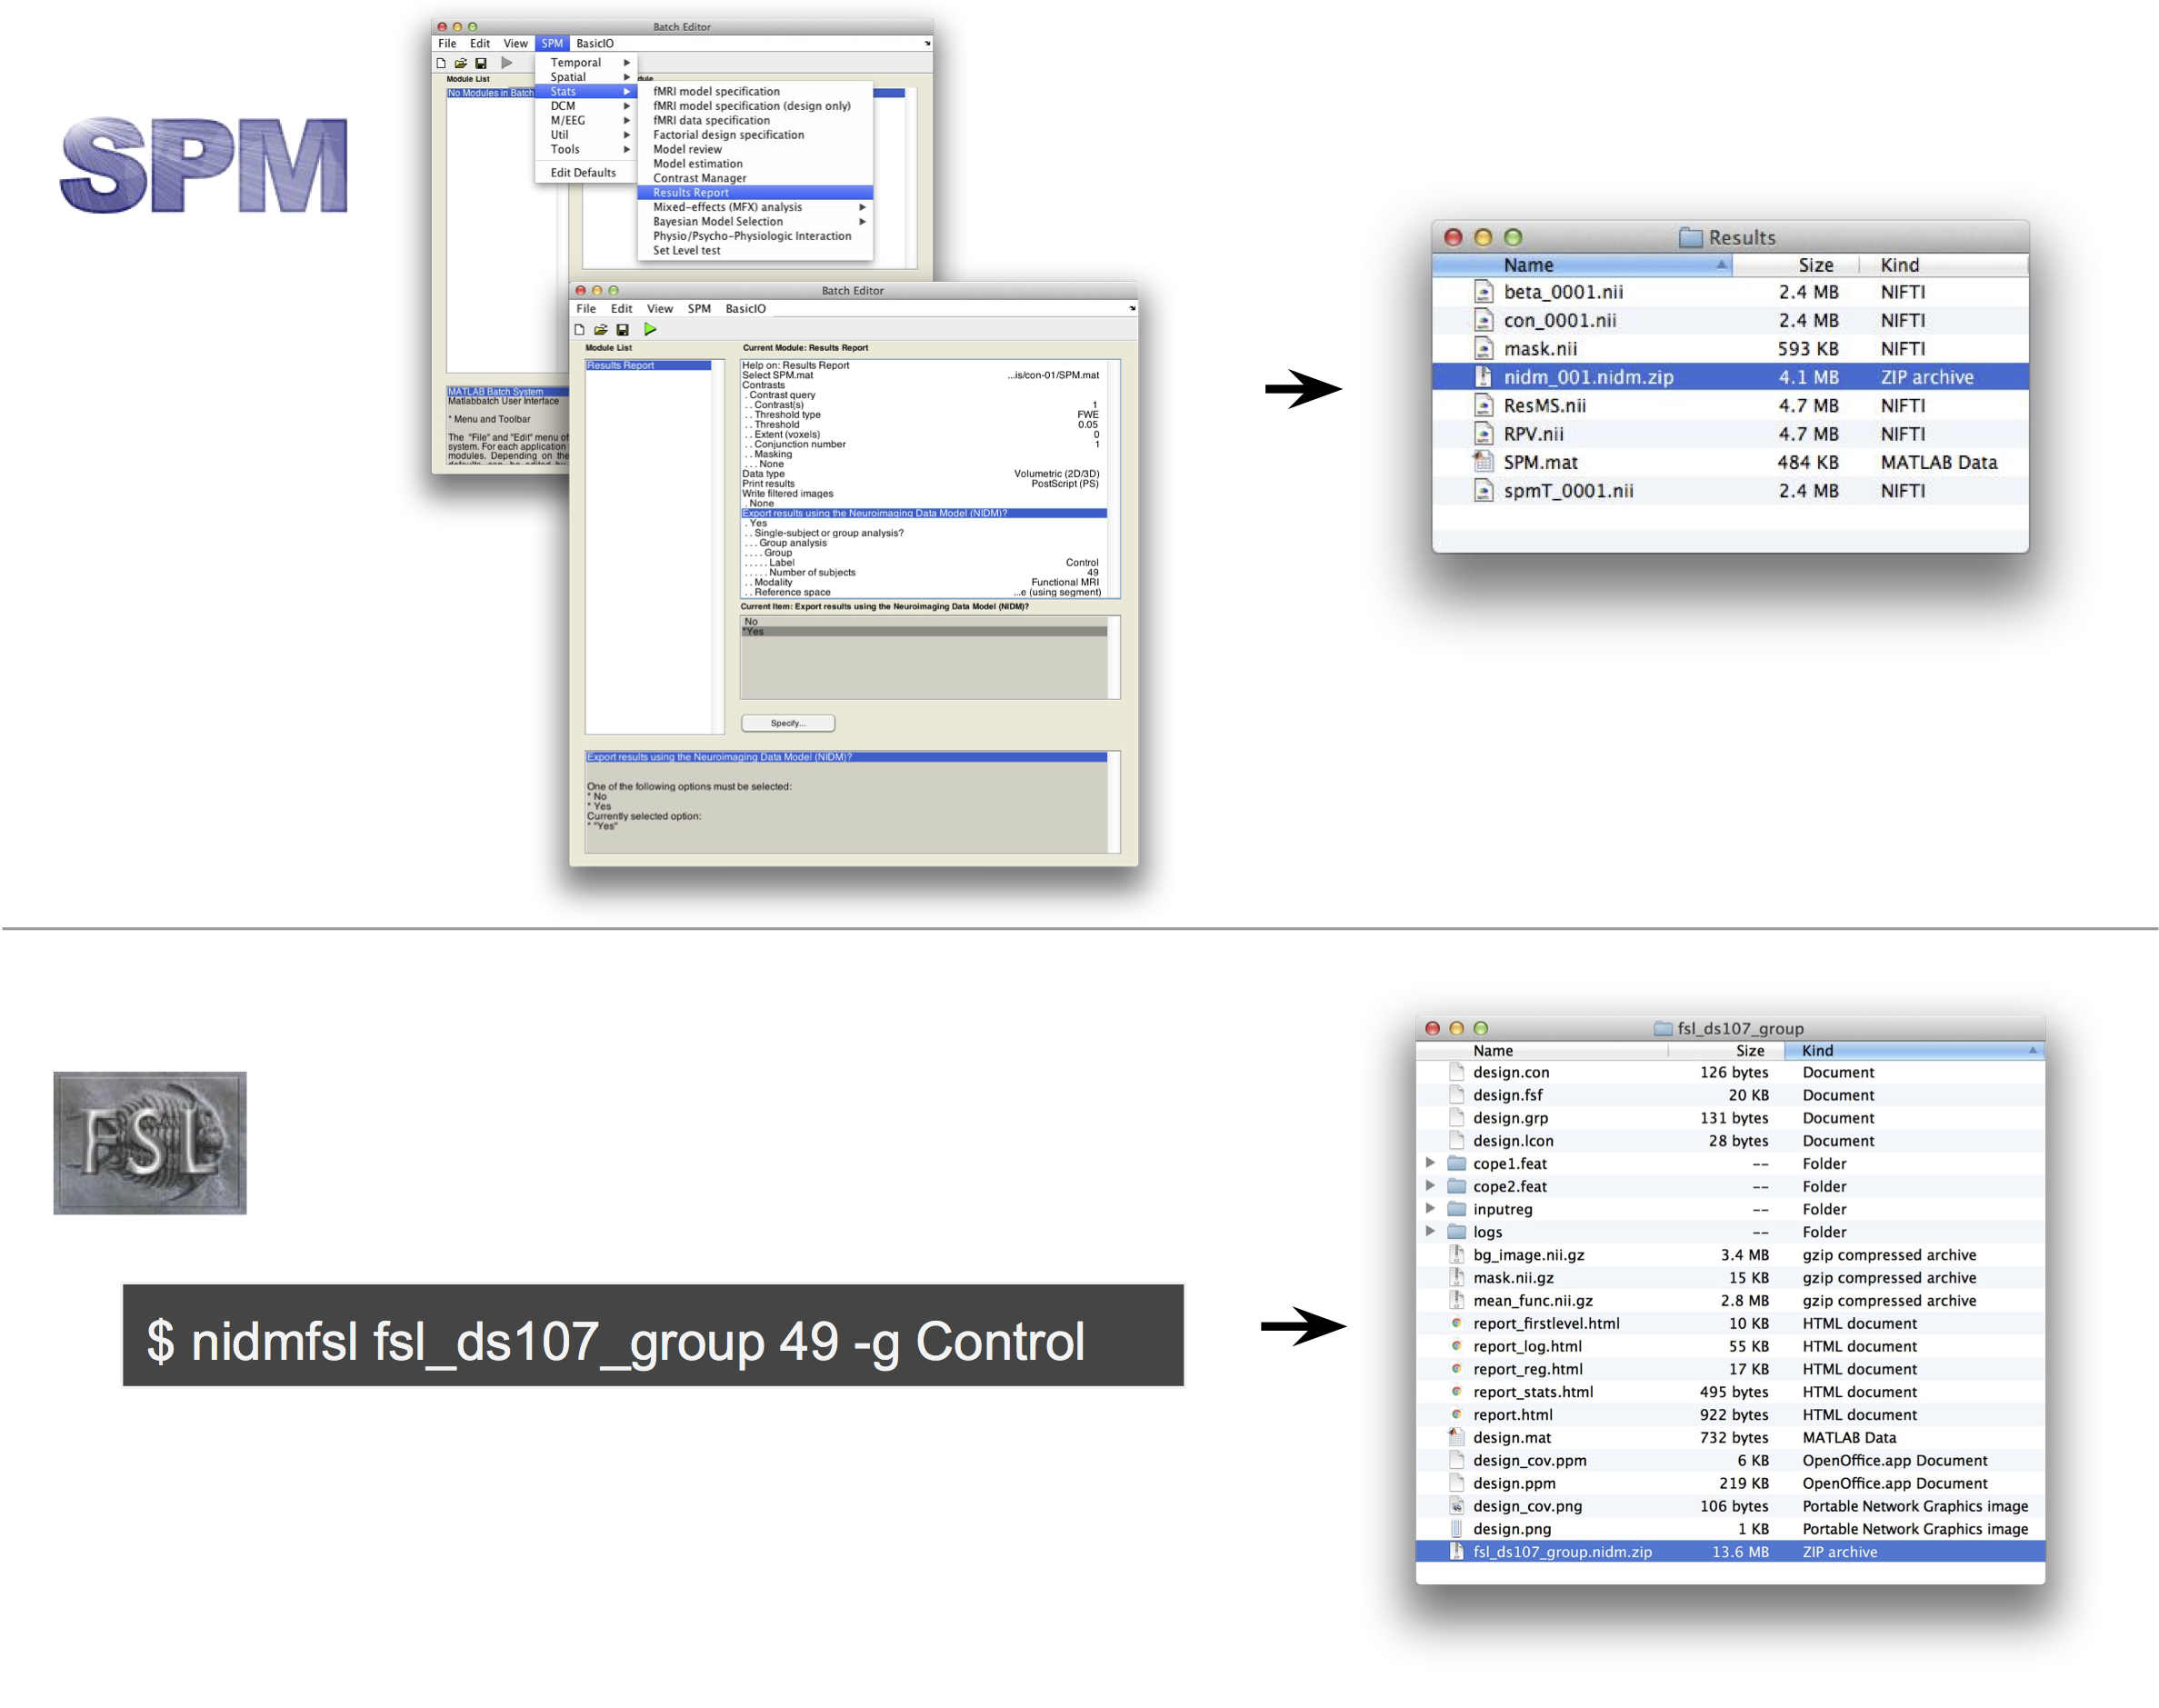 SPM
Batch Editor
File Edit View SPM BasicIO
Module List
No Modules in Batch
Temporal
Spatial
Stats
DCM
M/EEG
Util
Tools
Edit Defaults
fMRI model specification
fMRI model specification (design only)
fMRI data specification
Factorial design specification
Model review
Model estimation
Contrast Manager
Results Report
Mixed-effects (MFX) analysis
Bayesian Model Selection
Physio/Psycho-Physiologic Interaction
Set Level test
MATLAB Batch System
Matlabbatch User Interface
* Menu and Toolbar
The "File" and "Edit" menu of
system. For each application
modules. Depending on the
Batch Editor
File Edit View SPM BasicIO
Module List
Results Report
Current Module: Results Report
Help on: Results Report
Select SPM.mat ...is/con-01/SPM.mat
Contrasts
. Contrast query
. . Contrast(s) 1
. . Threshold type FWE
. . Threshold 0.05
. . Extent (voxels) 0
. . Conjunction number 1
. . Masking
. . . None
Data type Volumetric (2D/3D)
Print results PostScript (PS)
Write filtered images
. None
Export results using the Neuroimaging Data Model (NIDM)?
. Yes
. . Single-subject or group analysis?
. . . Group analysis
. . . . Group
. . . . . Label Control
. . . . . Number of subjects 49
. . Modality Functional MRI
. . Reference space ...e (using segment)
Current Item: Export results using the Neuroimaging Data Model (NIDM)?
No
*Yes
Specify...
Export results using the Neuroimaging Data Model (NIDM)?
One of the following options must be selected:
* No
* Yes
Currently selected option:
* "Yes"
Results
Name Size Kind
beta_0001.nii 2.4 MB NIFTI
con_0001.nii 2.4 MB NIFTI
mask.nii 593 KB NIFTI
nidm_001.nidm.zip 4.1 MB ZIP archive
ResMS.nii 4.7 MB NIFTI
RPV.nii 4.7 MB NIFTI
SPM.mat 484 KB MATLAB Data
spmT_0001.nii 2.4 MB NIFTI
FSL
$ nidmfsl fsl_ds107_group 49 -g Control
fsl_ds107_group
Name Size Kind
design.con 126 bytes Document
design.fsf 20 KB Document
design.grp 131 bytes Document
design.lcon 28 bytes Document
cope1.feat -- Folder
cope2.feat -- Folder
inputreg -- Folder
logs -- Folder
bg_image.nii.gz 3.4 MB gzip compressed archive
mask.nii.gz 15 KB gzip compressed archive
mean_func.nii.gz 2.8 MB gzip compressed archive
report_firstlevel.html 10 KB HTML document
report_log.html 55 KB HTML document
report_reg.html 17 KB HTML document
report_stats.html 495 bytes HTML document
report.html 922 bytes HTML document
design.mat 732 bytes MATLAB Data
design_cov.ppm 6 KB OpenOffice.app Document
design.ppm 219 KB OpenOffice.app Document
design_cov.png 106 bytes Portable Network Graphics image
design.png 1 KB Portable Network Graphics image
fsl_ds107_group.nidm.zip 13.6 MB ZIP archive